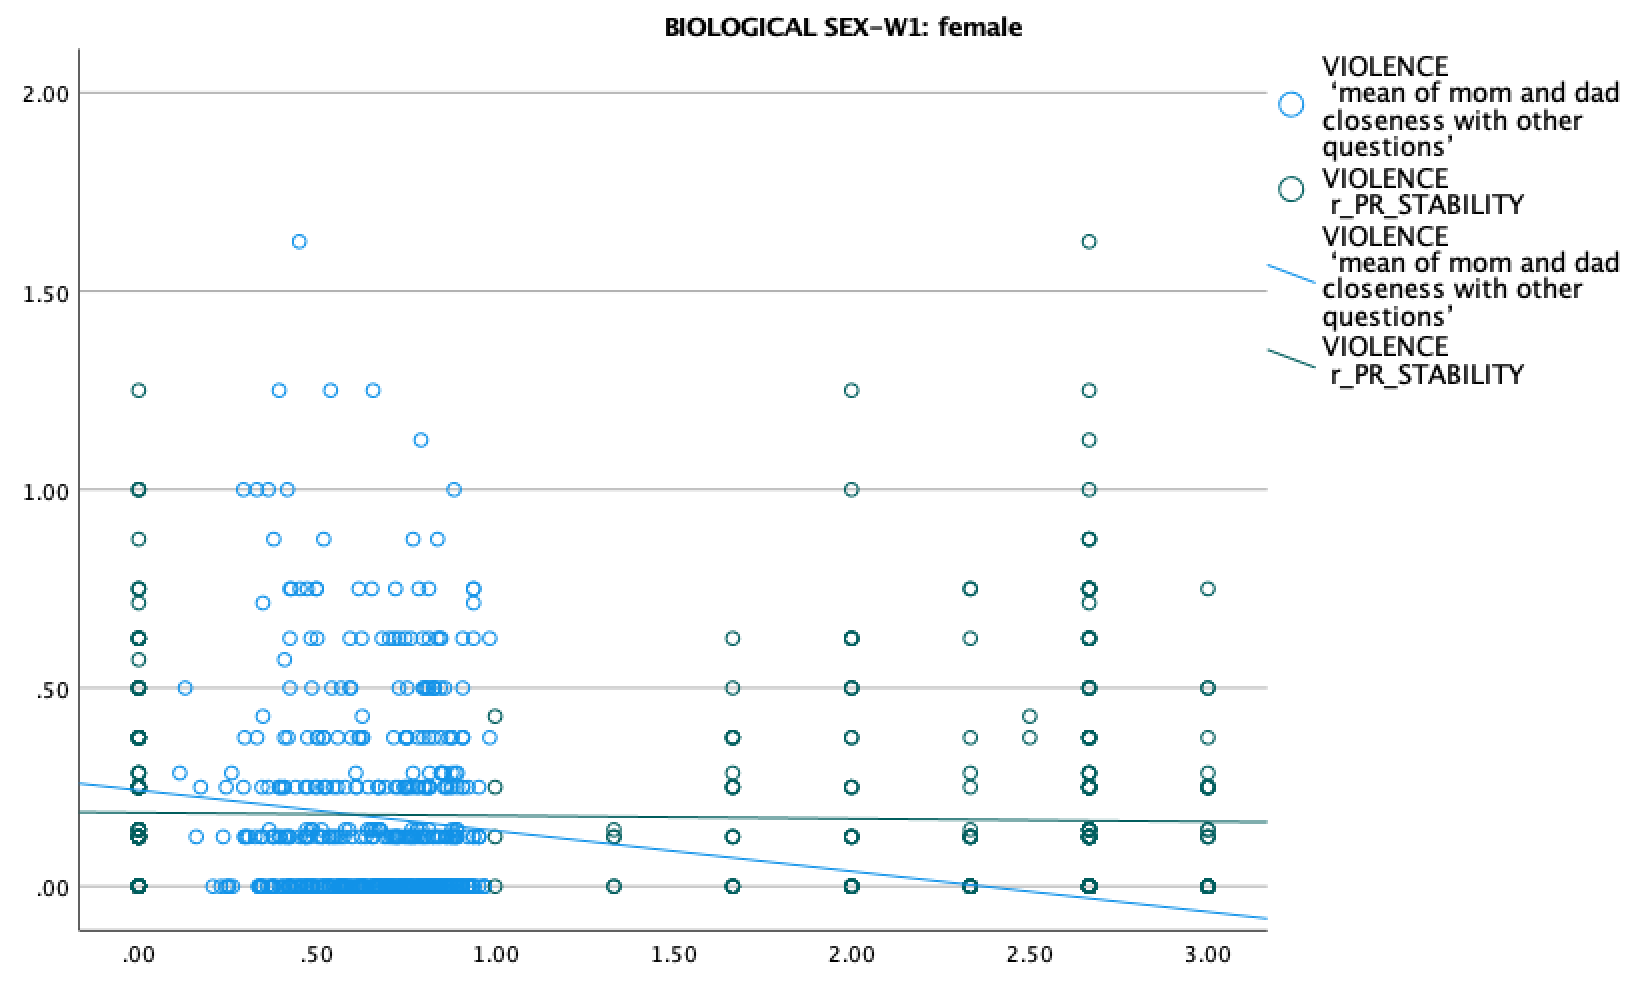 BIOLOGICAL SEX–W1: female
VIOLENCE
‘mean of mom and dad
closeness with other
questions’
VIOLENCE
r_PR_STABILITY
VIOLENCE
‘mean of mom and dad
closeness with other
questions’
VIOLENCE
r_PR_STABILITY
2.00
1.50
1.00
.50
.00
.00 .50 1.00 1.50 2.00 2.50 3.00